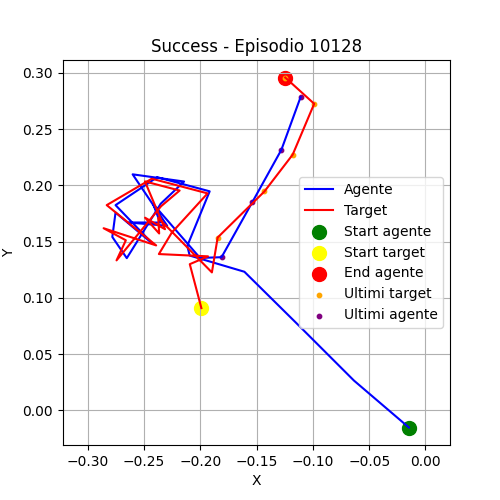 Success - Episodio 10128
0.30
0.25
0.20
0.15
0.10
0.05
0.00
Y
Agente
Target
Start agente
Start target
End agente
Ultimi target
Ultimi agente
−0.30 −0.25 −0.20 −0.15 −0.10 −0.05 0.00
X